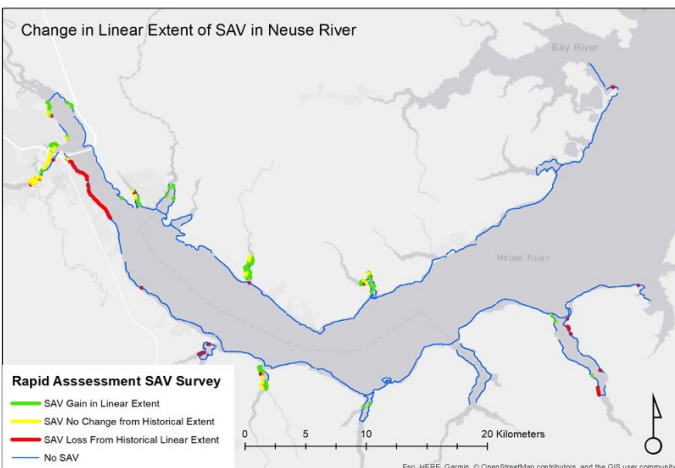 Change in Linear Extent of SAV in Neuse River
Bay River
Neuse River
Rapid Asssessment SAV Survey
SAV Gain in Linear Extent
SAV No Change from Historical Extent
SAV Loss From Historical Linear Extent
No SAV
0 5 10 20 Kilometers
Esri, HERE, Garmin, © OpenStreetMap contributors, and the GIS user community